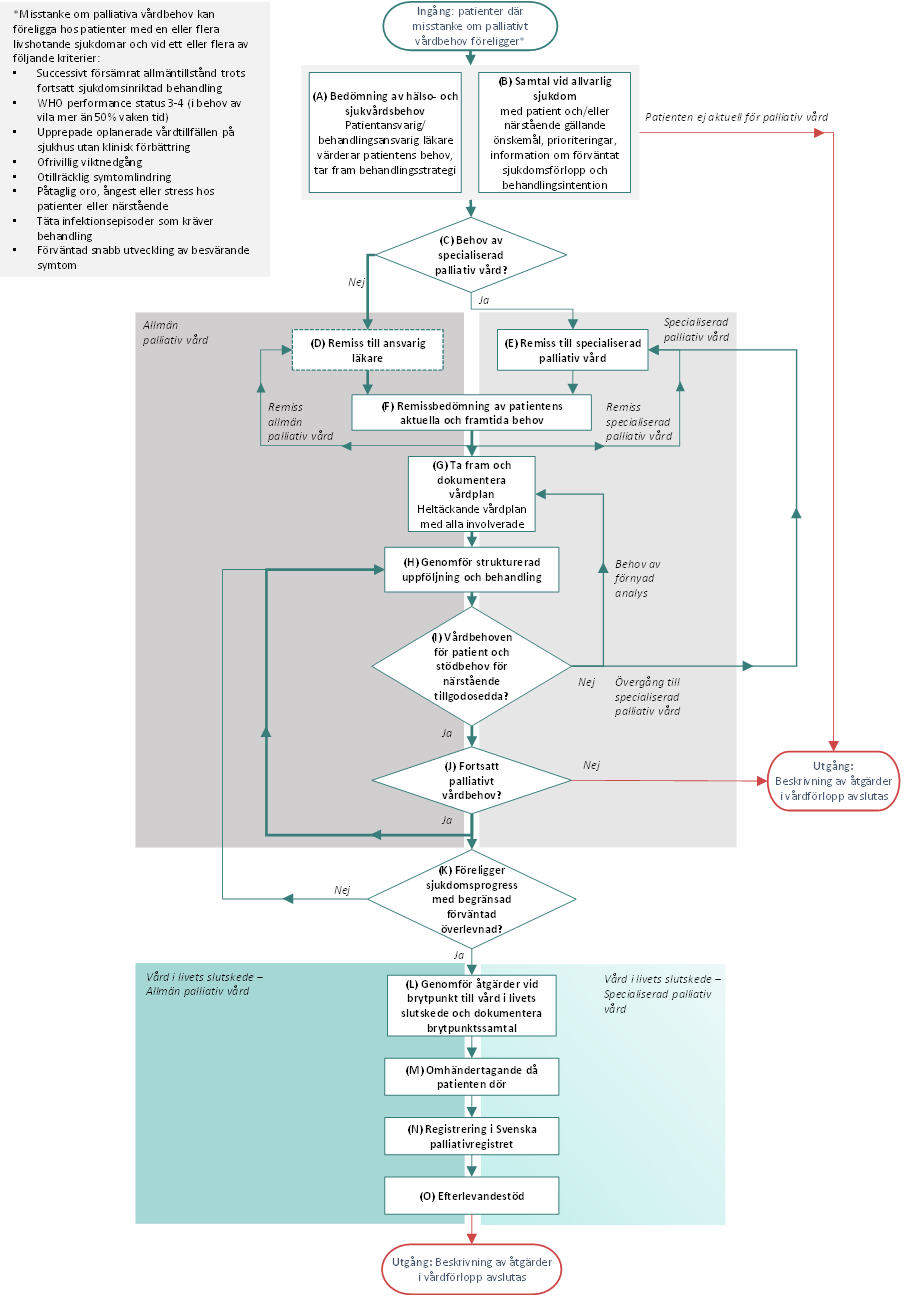 *Misstanke om palliativa vårdbehov kan
föreligga hos patienter med en eller flera
livshotande sjukdomar och vid ett eller flera av
följande kriterier:
▪ Successivt försämrat allmäntillstånd trots
fortsatt sjukdomsinriktad behandling
▪ WHO performance status 3-4 (i behov av
vila mer än 50% vaken tid)
▪ Upprepade oplanerade vårdtillfällen på
sjukhus utan klinisk förbättring
▪ Ofrivillig viktnedgång
▪ Otillräcklig symtomlindring
▪ Påtaglig oro, ångest eller stress hos
patienter eller närstående
▪ Täta infektionsepisoder som kräver
behandling
▪ Förväntad snabb utveckling av besvärande
symtom
Ingång: patienter där
misstanke om palliativt
vårdbehov föreligger*
(A) Bedömning av hälso- och
sjukvårdsbehov
Patientansvarig/
behandlingsansvarig läkare
värderar patientens behov,
tar fram behandlingsstrategi
(B) Samtal vid allvarlig
sjukdom
med patient och/eller
närstående gällande
önskemål, prioriteringar,
information om förväntat
sjukdomsförlopp och
behandlingsintention
Patienten ej aktuell för palliativ vård
(C) Behov av
specialiserad
palliativ vård?
Nej
Ja
Allmän
palliativ vård
Specialiserad
palliativ vård
(D) Remiss till ansvarig
läkare
(E) Remiss till specialiserad
palliativ vård
(F) Remissbedömning av patientens
aktuella och framtida behov
Remiss
allmän
palliativ vård
Remiss
specialiserad
palliativ vård
(G) Ta fram och
dokumentera
vårdplan
Heltäckande vårdplan
med alla involverade
(H) Genomför strukturerad
uppföljning och behandling
Behov av
förnyad
analys
(I) Vårdbehoven
för patient och
stödbehov för
närstående
tillgodosedda?
Nej
Övergång till
specialiserad
palliativ vård
Ja
(J) Fortsatt
palliativt
vårdbehov?
Nej
Utgång:
Beskrivning av åtgärder
i vårdförlopp avslutas
Ja
(K) Föreligger
sjukdomsprogress
med begränsad
förväntad
överlevnad?
Nej
Ja
Vård i livets slutskede –
Allmän palliativ vård
Vård i livets slutskede –
Specialiserad palliativ
vård
(L) Genomför åtgärder vid
brytpunkt till vård i livets
slutskede och dokumentera
brytpunktssamtal
(M) Omhändertagande då
patienten dör
(N) Registrering i Svenska
palliativregistret
(O) Efterlevandestöd
Utgång: Beskrivning av åtgärder
i vårdförlopp avslutas